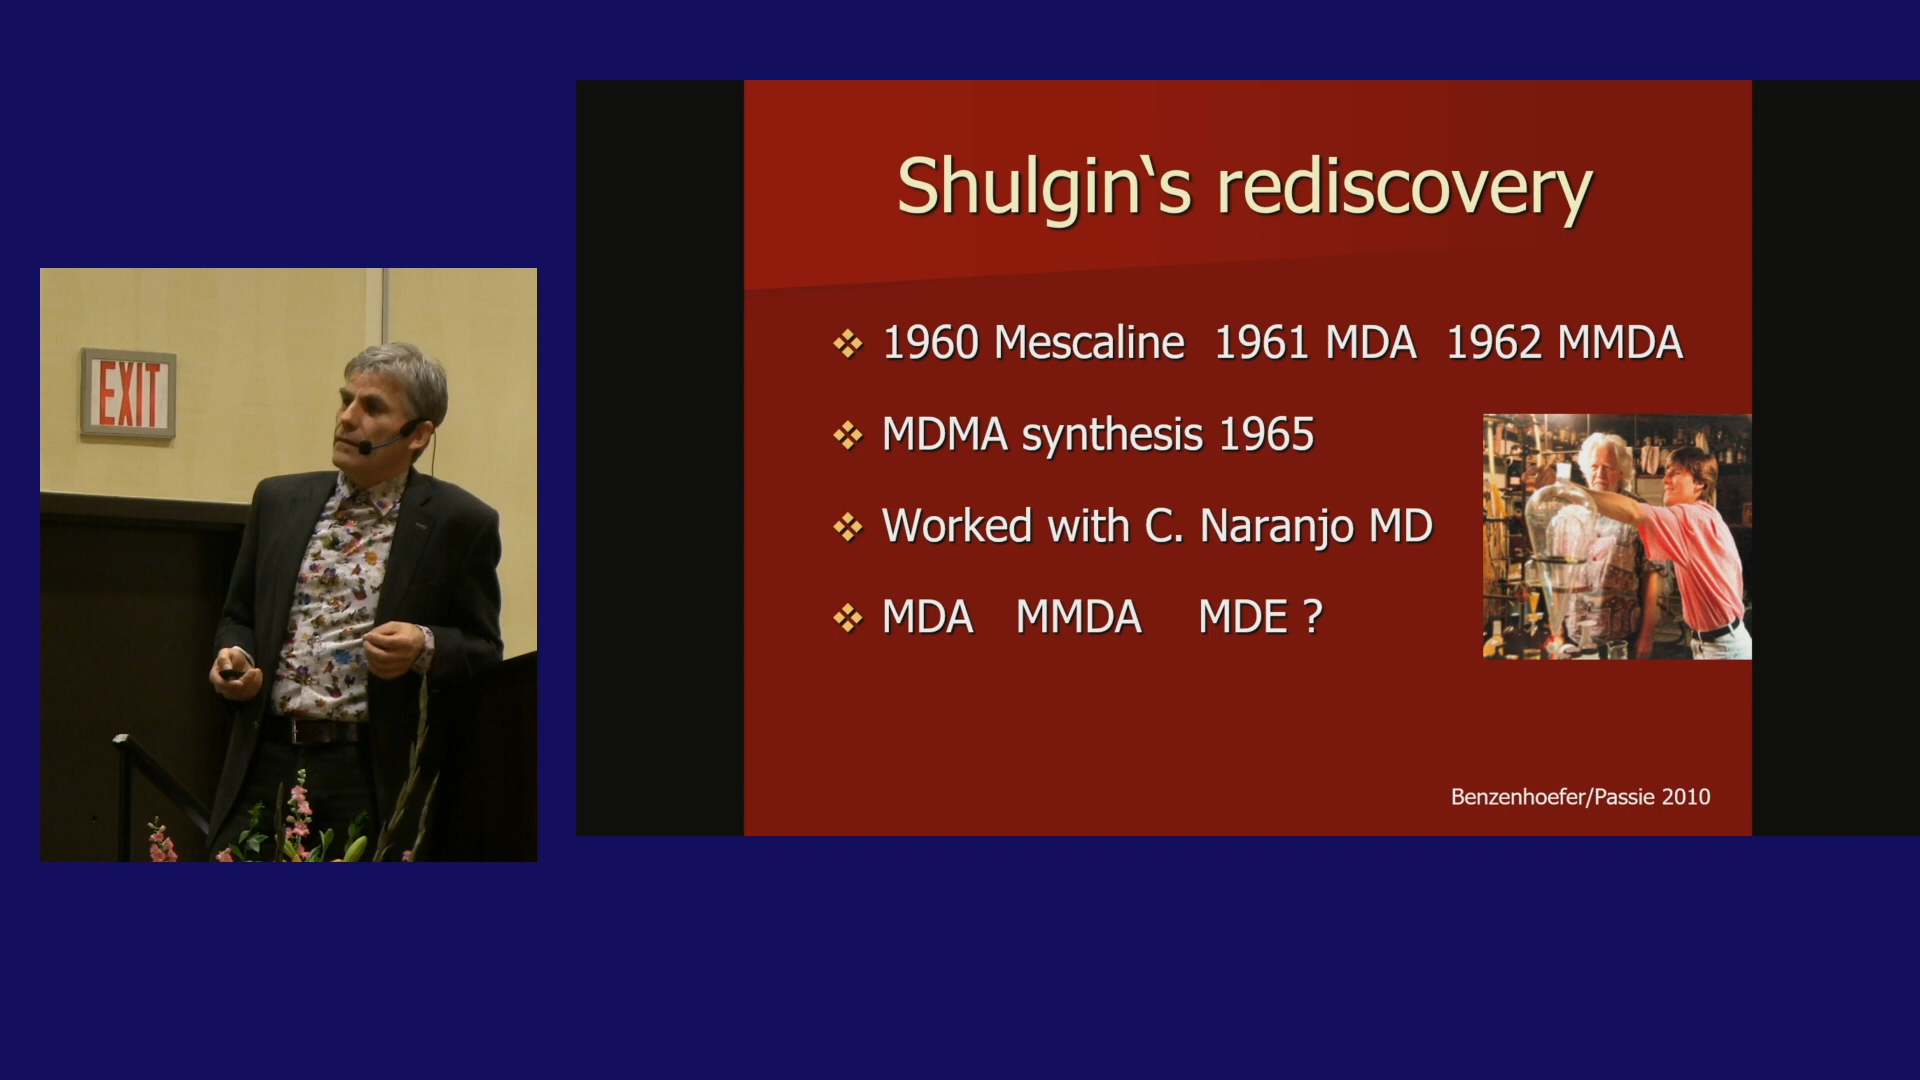 EXIT
Shulgin‘s rediscovery
1960 Mescaline 1961 MDA 1962 MMDA
MDMA synthesis 1965
Worked with C. Naranjo MD
MDA MMDA MDE ?
Benzenhoefer/Passie 2010